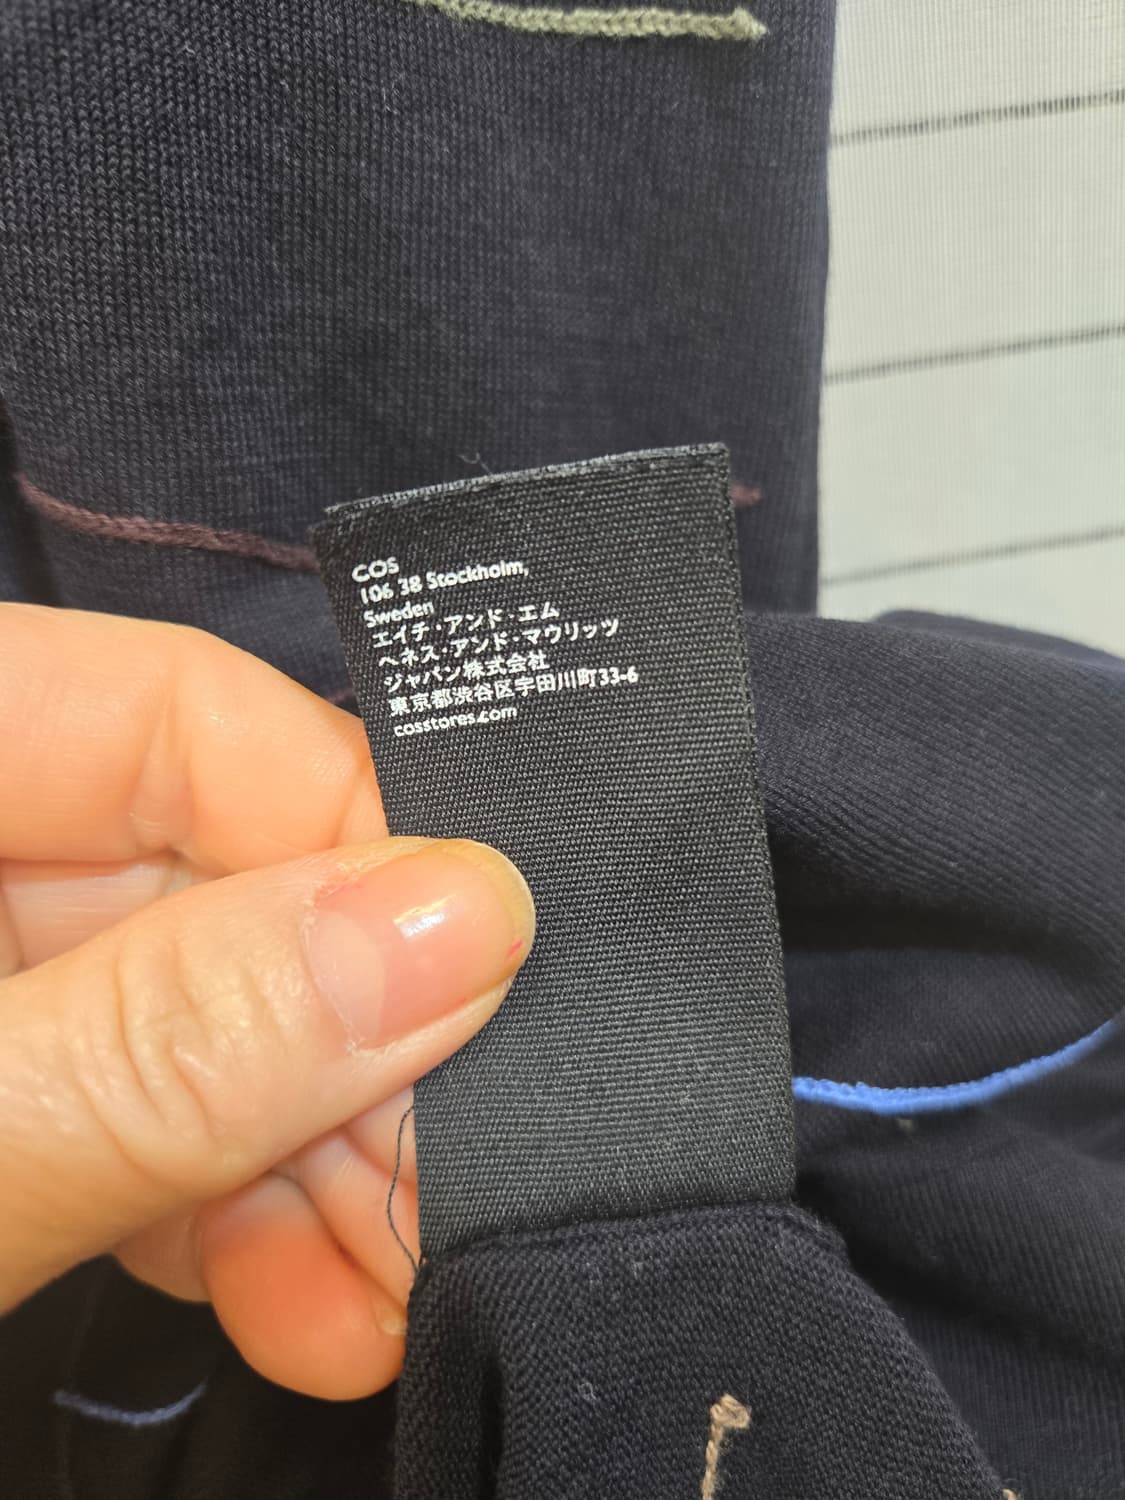 COS
106 38 Stockholm,
Sweden
エイチ・アンド・エム
ヘネス・アンド・マウリッツ
ジャパン株式会社
東京都渋谷区宇田川町33-6
cosstores.com